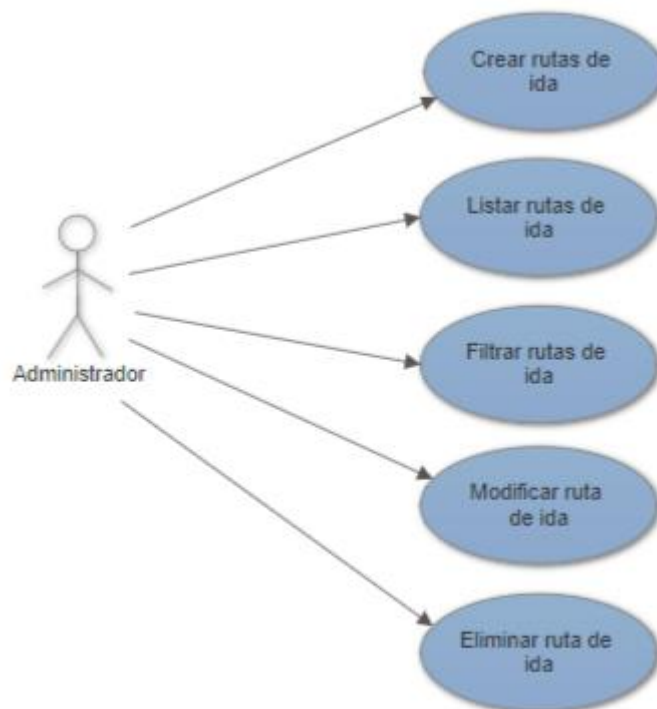 Crear rutas de
ida
Listar rutas de
ida
Administrador
Filtrar rutas de
ida
Modificar ruta
de ida
Eliminar ruta de
ida